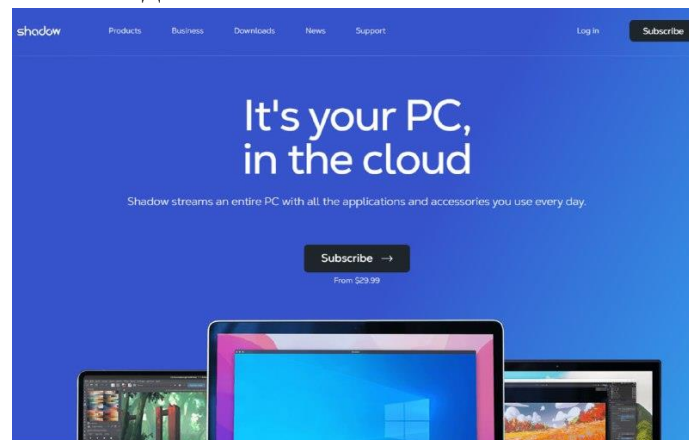 shadow Products Business Downloads News Support Log In Subscribe
It's your PC,
in the cloud
Shadow streams an entire PC with all the applications and accessories you use every day.
Subscribe →
From $29.99